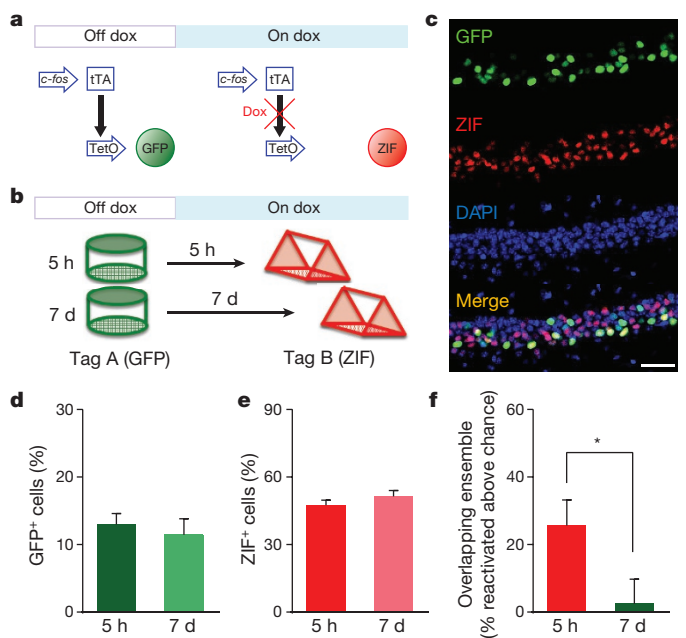 a
Off dox
On dox
c-fos
tTA
c-fos
tTA
Dox
TetO
GFP
TetO
ZIF
b
Off dox
On dox
5 h
5 h
7 d
7 d
Tag A (GFP)
Tag B (ZIF)
c
GFP
ZIF
DAPI
Merge
d
GFP⁺ cells (%)
30
20
10
0
5 h
7 d
e
ZIF⁺ cells (%)
90
60
30
0
5 h
7 d
f
Overlapping ensemble
(% reactivated above chance)
60
40
20
0
*
5 h
7 d